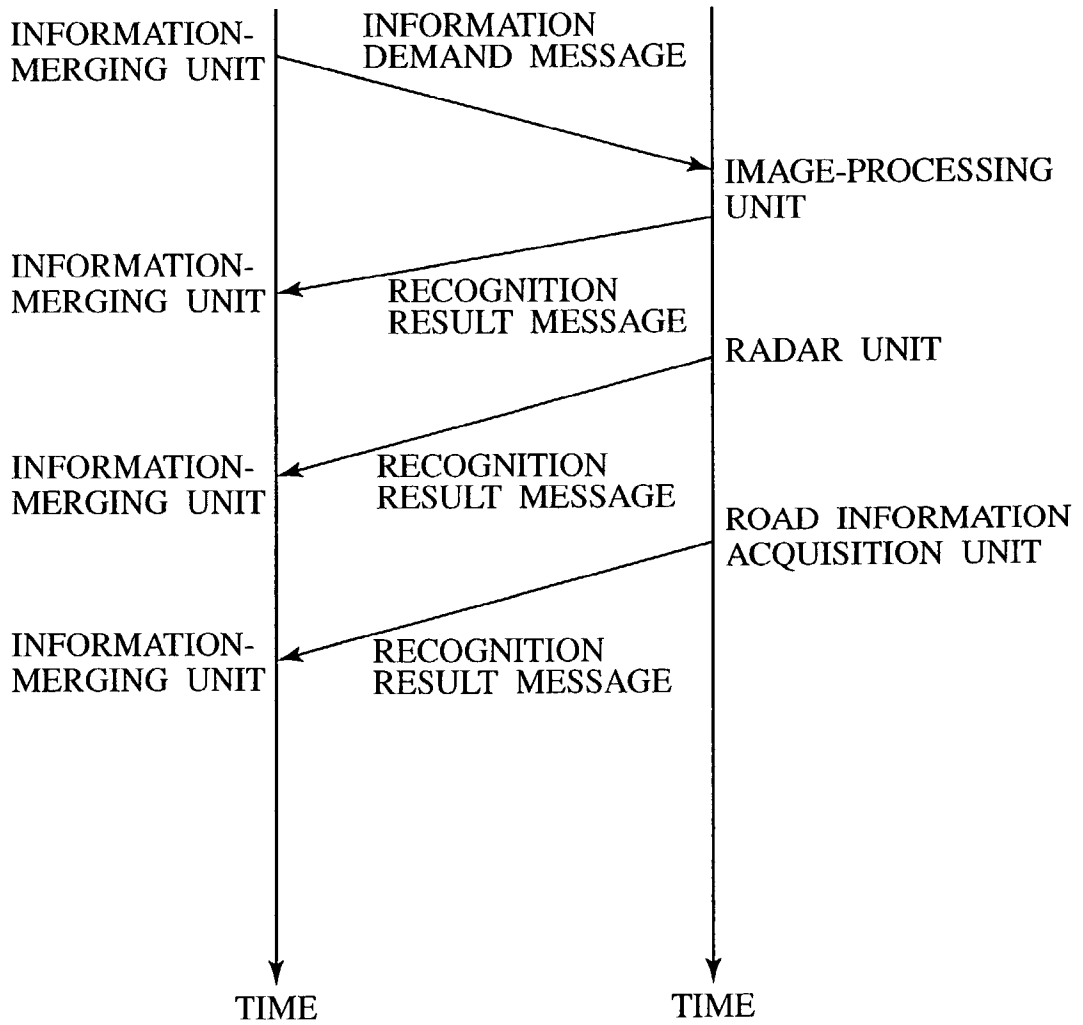 INFORMATION-
MERGING UNIT
INFORMATION
DEMAND MESSAGE
IMAGE-PROCESSING
UNIT
INFORMATION-
MERGING UNIT
RECOGNITION
RESULT MESSAGE
RADAR UNIT
INFORMATION-
MERGING UNIT
RECOGNITION
RESULT MESSAGE
ROAD INFORMATION
ACQUISITION UNIT
INFORMATION-
MERGING UNIT
RECOGNITION
RESULT MESSAGE
TIME
TIME